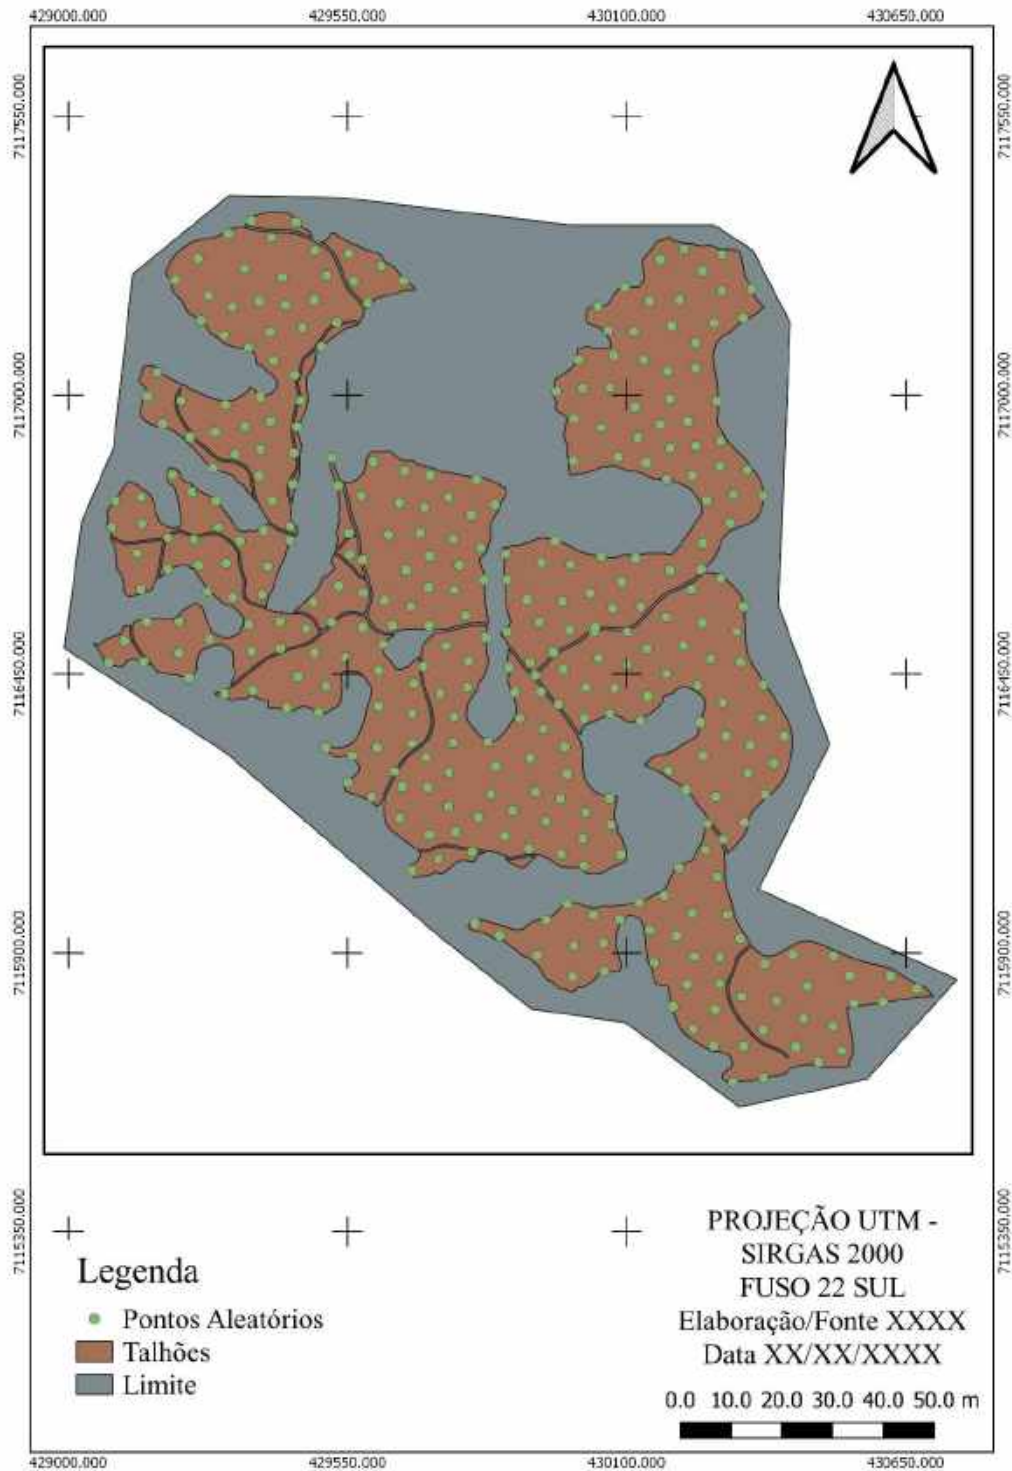 429000.000 429550.000 430100.000 430650.000
7117550.000 7117550.000
7117000.000 7117000.000
7116450.000 7116450.000
7115900.000 7115900.000
7115350.000 7115350.000
Legenda
Pontos Aleatórios
Talhões
Limite
PROJEÇÃO UTM -
SIRGAS 2000
FUSO 22 SUL
Elaboração/Fonte XXXX
Data XX/XX/XXXX
0.0 10.0 20.0 30.0 40.0 50.0 m
429000.000 429550.000 430100.000 430650.000